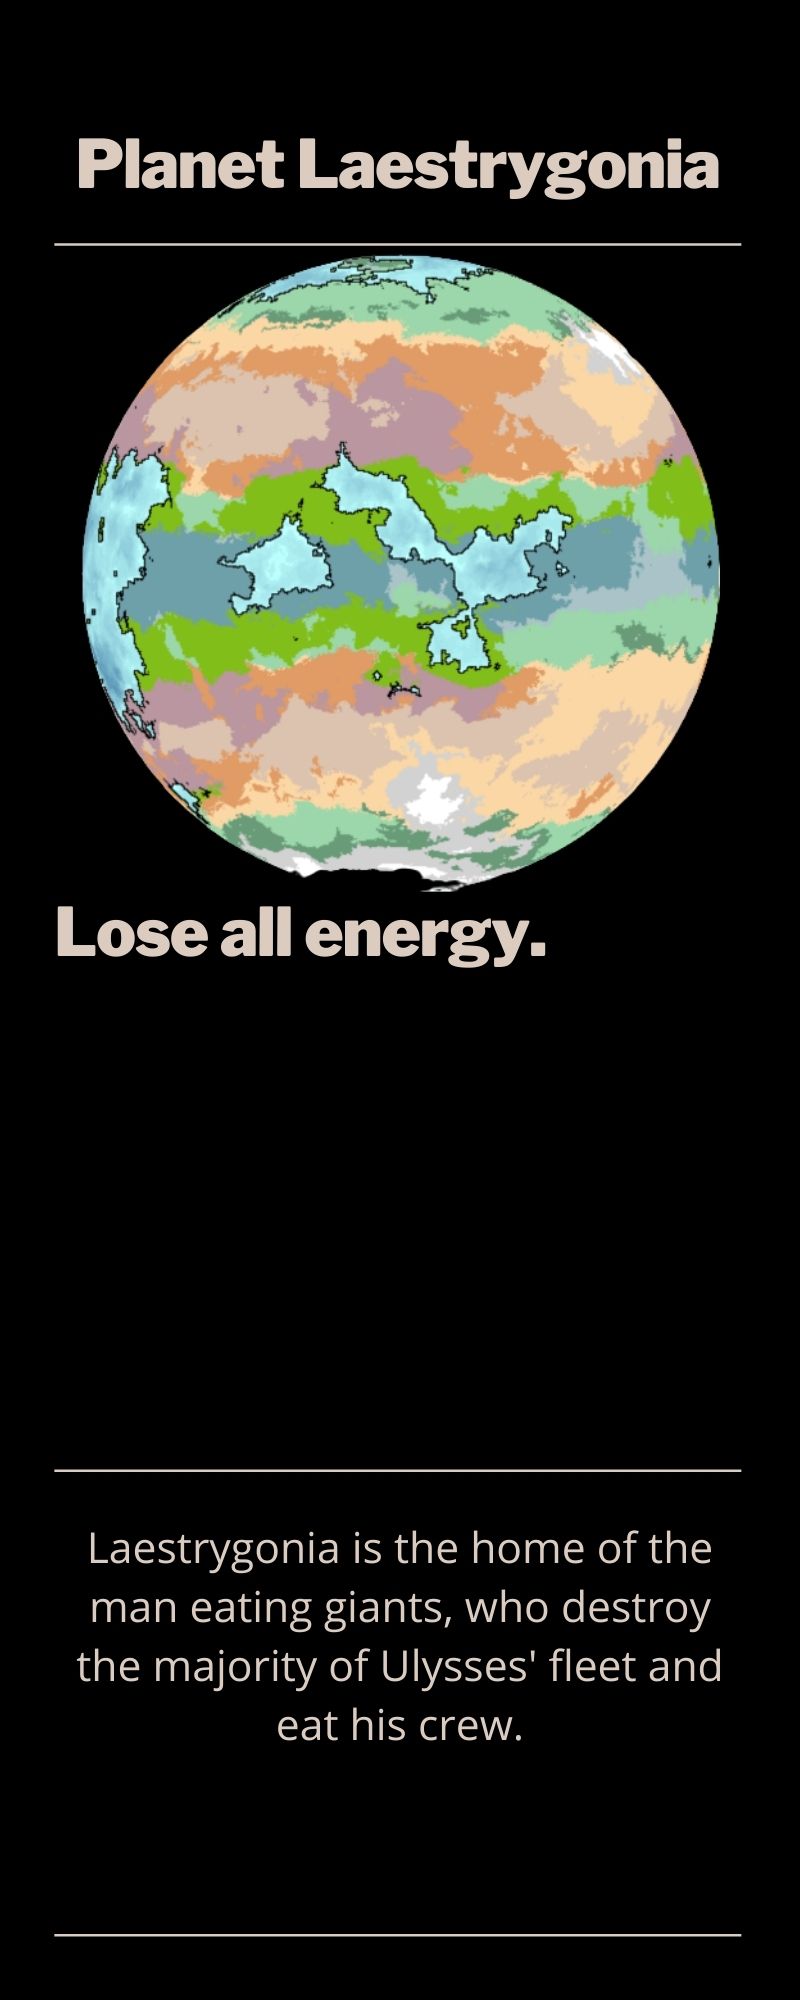 Planet Laestrygonia
Lose all energy.
Laestrygonia is the home of the
man eating giants, who destroy
the majority of Ulysses' fleet and
eat his crew.